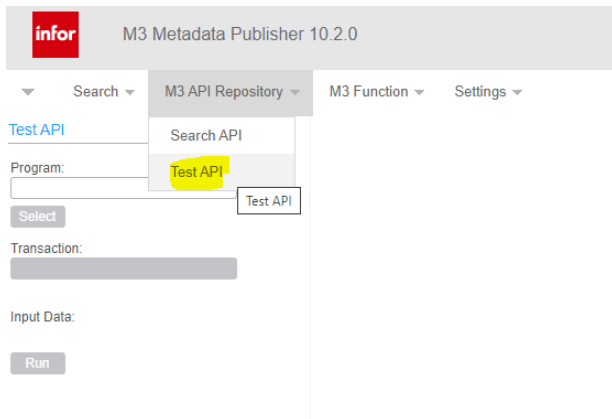 infor
M3 Metadata Publisher 10.2.0
Search M3 API Repository M3 Function Settings
Test API
Search API
Test API
Test API
Program:
Select
Transaction:
Input Data:
Run